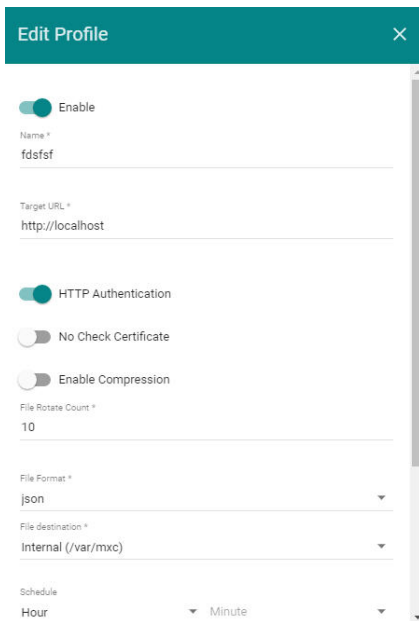 Edit Profile
Enable
Name *
fdsfsf
Target URL *
http://localhost
HTTP Authentication
No Check Certificate
Enable Compression
File Rotate Count *
10
File Format *
json
File destination *
Internal (/var/mxc)
Schedule
Hour Minute